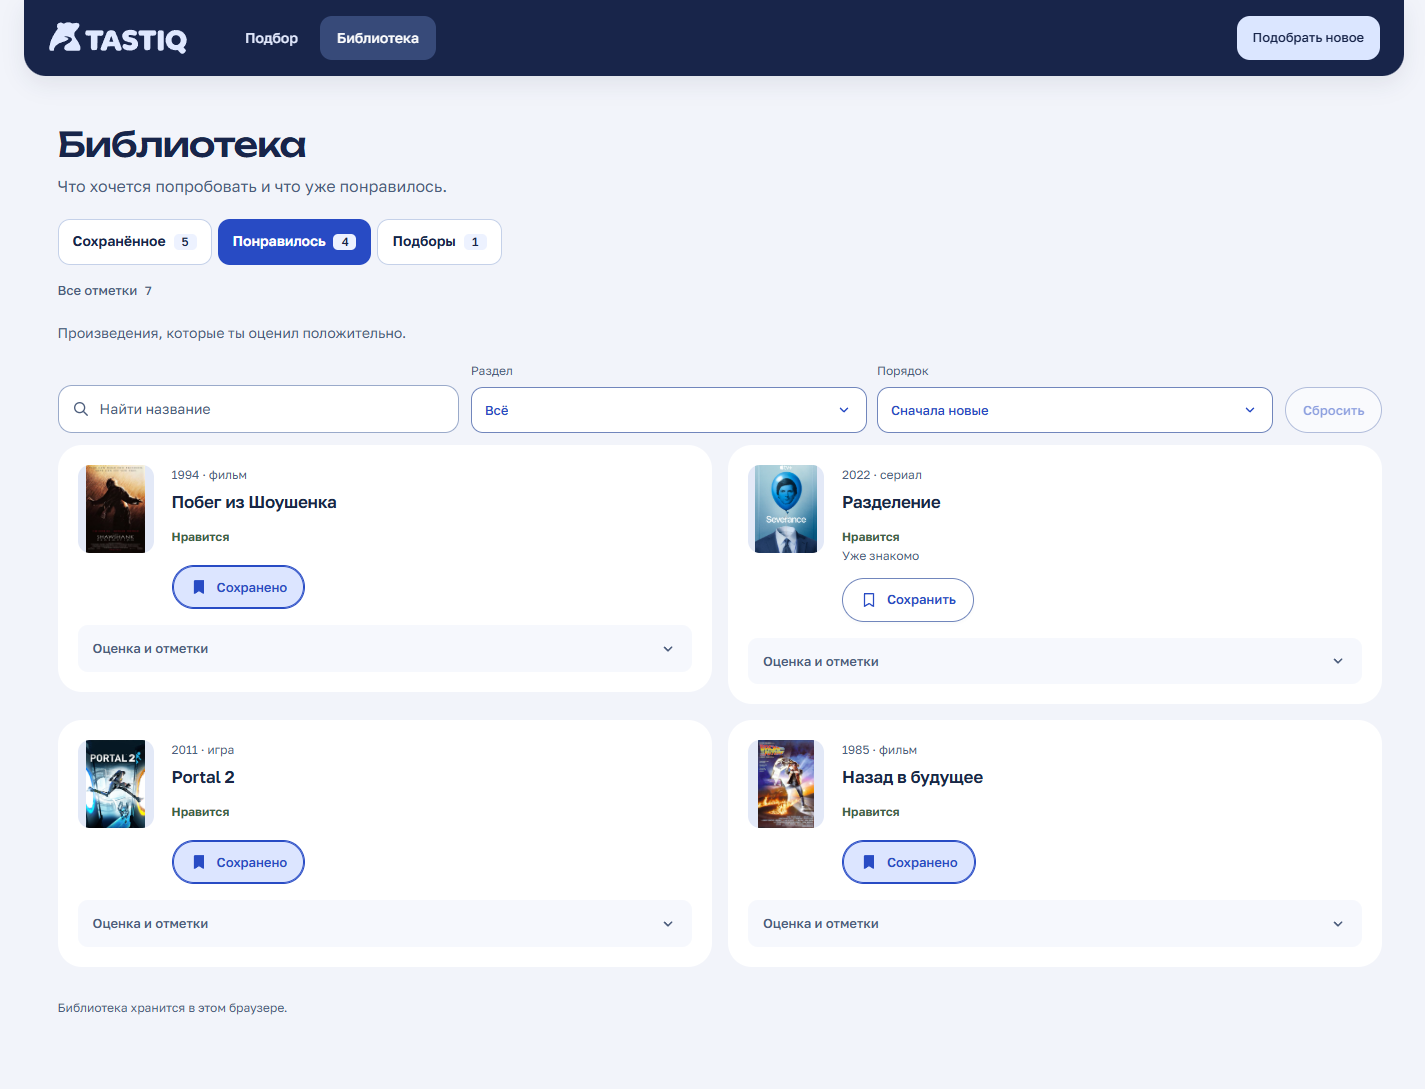 TASTIQ
Подбор
Библиотека
Подобрать новое
Библиотека
Что хочется попробовать и что уже понравилось.
Сохранённое 5
Понравилось 4
Подборы 1
Все отметки 7
Произведения, которые ты оценил положительно.
Найти название
Раздел
Всё
Порядок
Сначала новые
Сбросить
1994 · фильм
Побег из Шоушенка
Нравится
Сохранено
Оценка и отметки
2022 · сериал
Разделение
Severance
Нравится
Уже знакомо
Сохранить
Оценка и отметки
PORTAL 2
2011 · игра
Portal 2
Нравится
Сохранено
Оценка и отметки
1985 · фильм
Назад в будущее
Нравится
Сохранено
Оценка и отметки
Библиотека хранится в этом браузере.